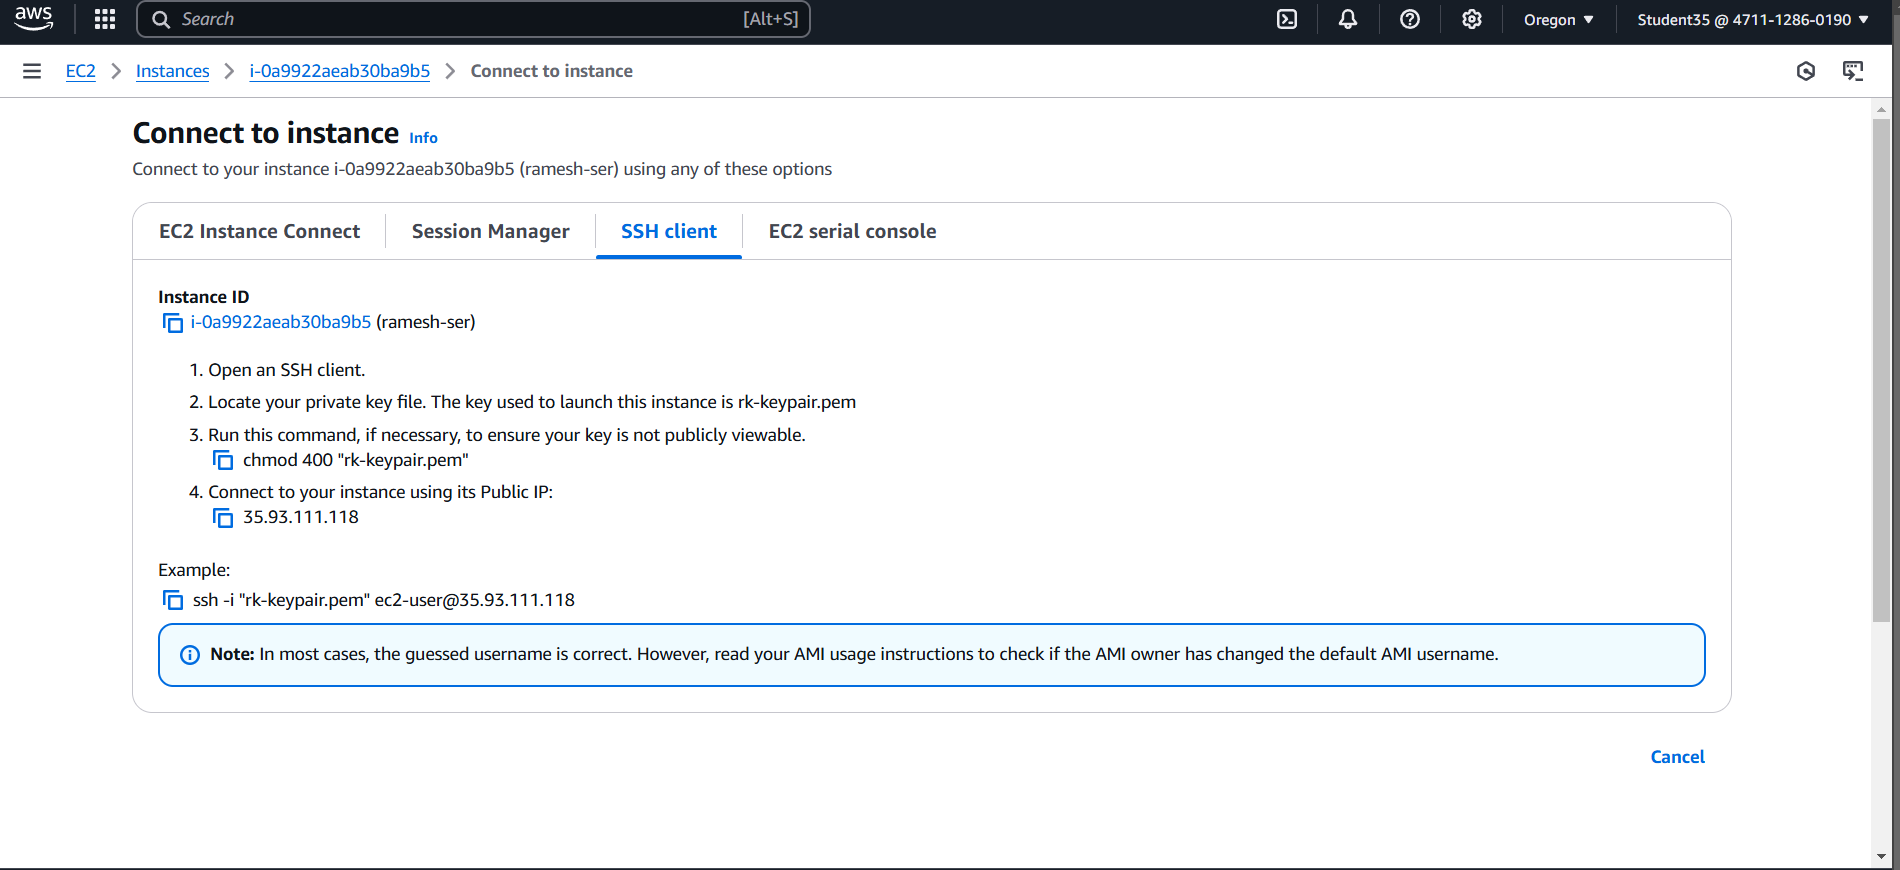 aws
Search [Alt+S]
Oregon Student35 @ 4711-1286-0190
EC2 Instances i-0a9922aeab30ba9b5 Connect to instance
Connect to instance Info
Connect to your instance i-0a9922aeab30ba9b5 (ramesh-ser) using any of these options
EC2 Instance Connect Session Manager SSH client EC2 serial console
Instance ID
i-0a9922aeab30ba9b5 (ramesh-ser)
1. Open an SSH client.
2. Locate your private key file. The key used to launch this instance is rk-keypair.pem
3. Run this command, if necessary, to ensure your key is not publicly viewable.
chmod 400 "rk-keypair.pem"
4. Connect to your instance using its Public IP:
35.93.111.118
Example:
ssh -i "rk-keypair.pem" ec2-user@35.93.111.118
Note: In most cases, the guessed username is correct. However, read your AMI usage instructions to check if the AMI owner has changed the default AMI username.
Cancel